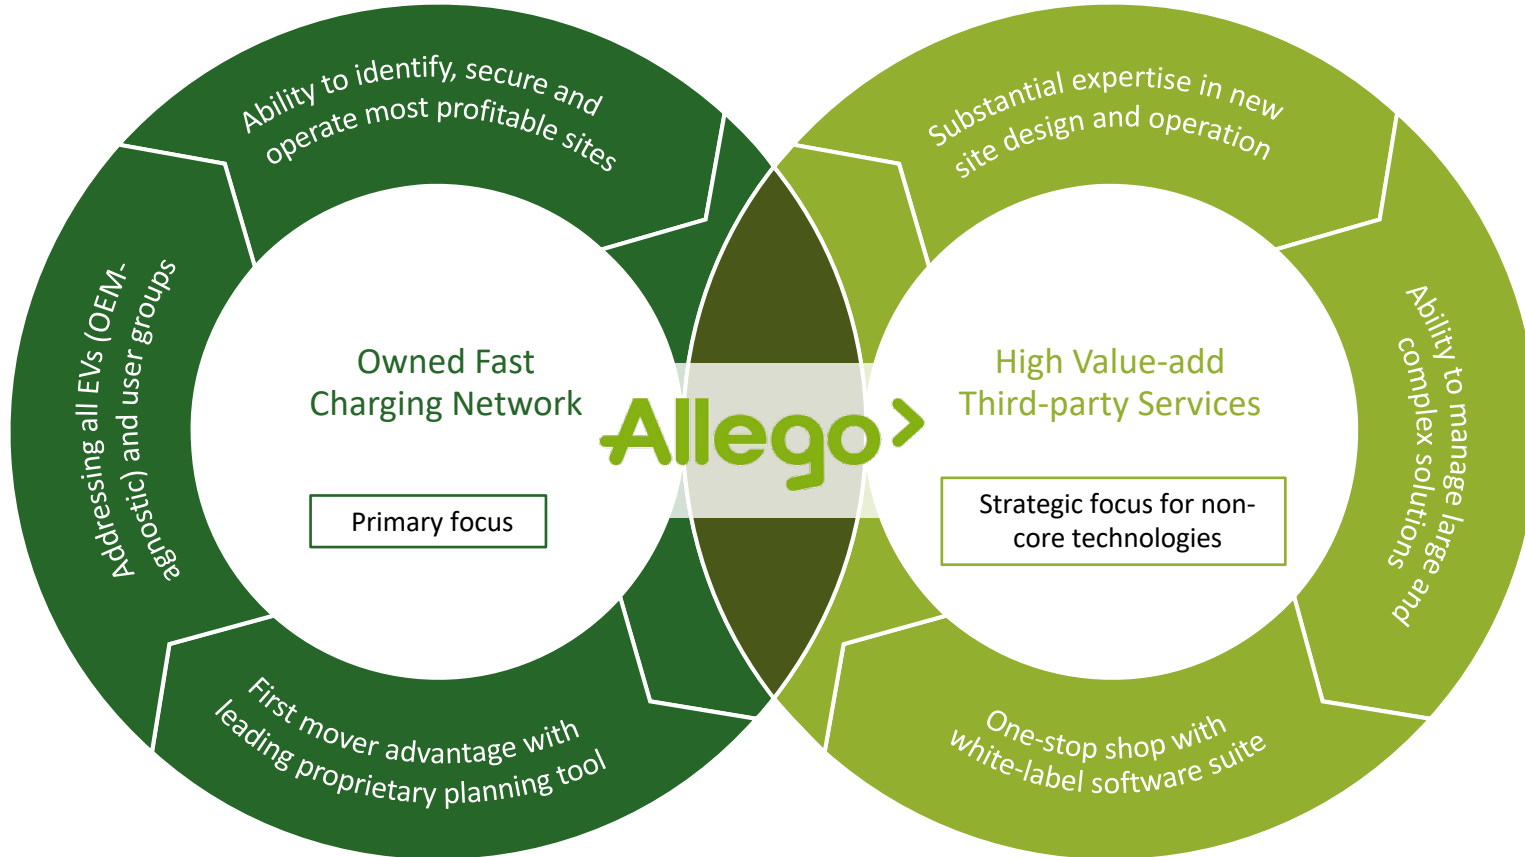 Ability to identify, secure and
operate most profitable sites
Addressing all EVs (OEM-
agnostic) and user groups
Owned Fast
Charging Network
Primary focus
First mover advantage with
leading proprietary planning tool
Allego
Substantial expertise in new
site design and operation
High Value-add
Third-party Services
Strategic focus for non-
core technologies
Ability to manage large and
complex solutions
One-stop shop with
white-label software suite